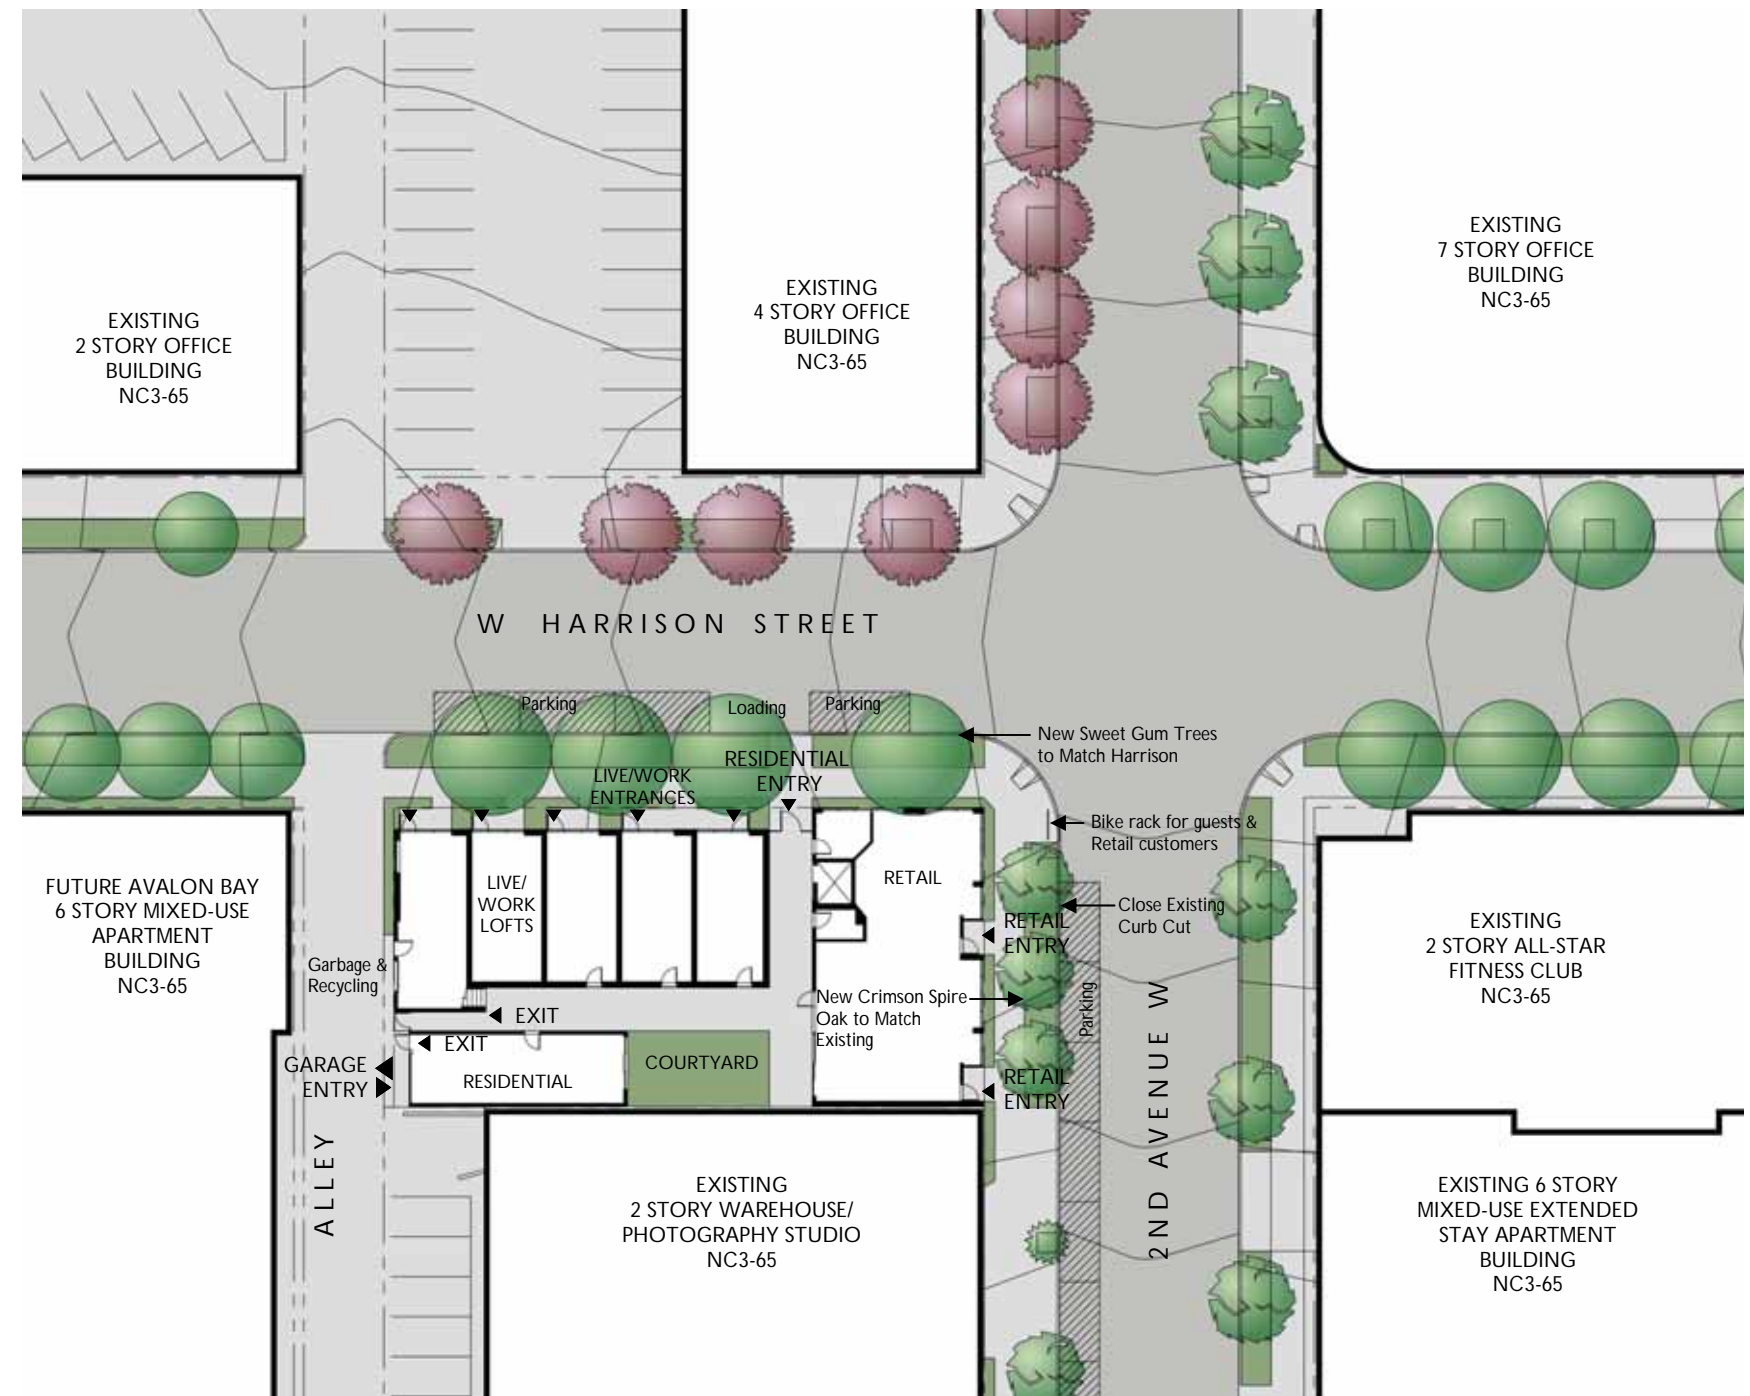 EXISTING
7 STORY OFFICE
BUILDING
NC3-65
EXISTING
4 STORY OFFICE
BUILDING
NC3-65
EXISTING
2 STORY OFFICE
BUILDING
NC3-65
W HARRISON STREET
Parking
Loading
Parking
New Sweet Gum Trees
to Match Harrison
RESIDENTIAL
ENTRY
LIVE/WORK
ENTRANCES
Bike rack for guests &
Retail customers
FUTURE AVALON BAY
6 STORY MIXED-USE
APARTMENT
BUILDING
NC3-65
LIVE/
WORK
LOFTS
RETAIL
Close Existing
Curb Cut
RETAIL
ENTRY
EXISTING
2 STORY ALL-STAR
FITNESS CLUB
NC3-65
Garbage &
Recycling
New Crimson Spire
Oak to Match
Existing
Parking
EXIT
EXIT
GARAGE
ENTRY
RESIDENTIAL
COURTYARD
RETAIL
ENTRY
2ND AVENUE W
ALLEY
EXISTING
2 STORY WAREHOUSE/
PHOTOGRAPHY STUDIO
NC3-65
EXISTING 6 STORY
MIXED-USE EXTENDED
STAY APARTMENT
BUILDING
NC3-65